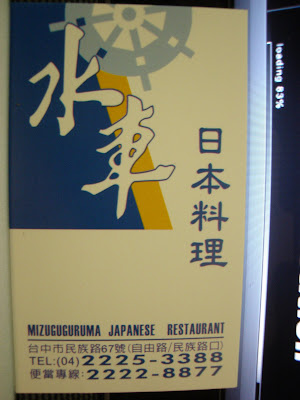 水車
日本料理
MIZUGUGURUMA JAPANESE RESTAURANT
台中市民族路67號(自由路/民族路口)
TEL:(04)2225-3388
便當專線:2222-8877
loading 83%